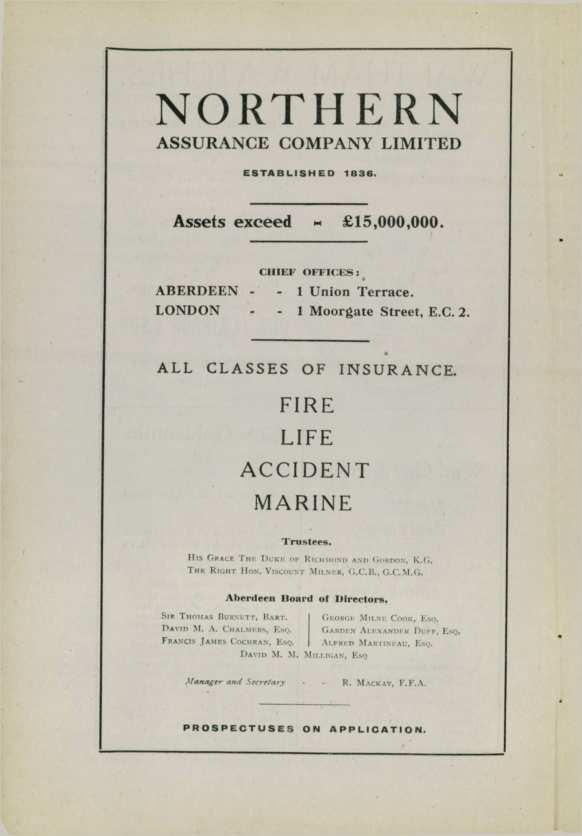 NORTHERN
ASSURANCE COMPANY LIMITED
ESTABLISHED 1836.
Assets exceed - £15,000,000.
CHIEF OFFICES:
ABERDEEN - - 1 Union Terrace.
LONDON - - 1 Moorgate Street, E.C. 2.
ALL CLASSES OF INSURANCE.
FIRE
LIFE
ACCIDENT
MARINE
Trustees.
His Grace The Duke of Richmond and Gordon, K.G.
The Right Hon. Viscount Milner, G.C.B., G.C.M.G.
Aberdeen Board of Directors.
Sir Thomas Burnett, Bart.
David M. A. Chalmers, Esq.
Francis James Cochran, Esq.
George Milne Cook, Esq.
Garden Alexander Duff, Esq.
Alfred Martineau, Esq.
David M. M. Milligan, Esq
Manager and Secretary - - R. Mackay, F.F.A.
PROSPECTUSES ON APPLICATION.